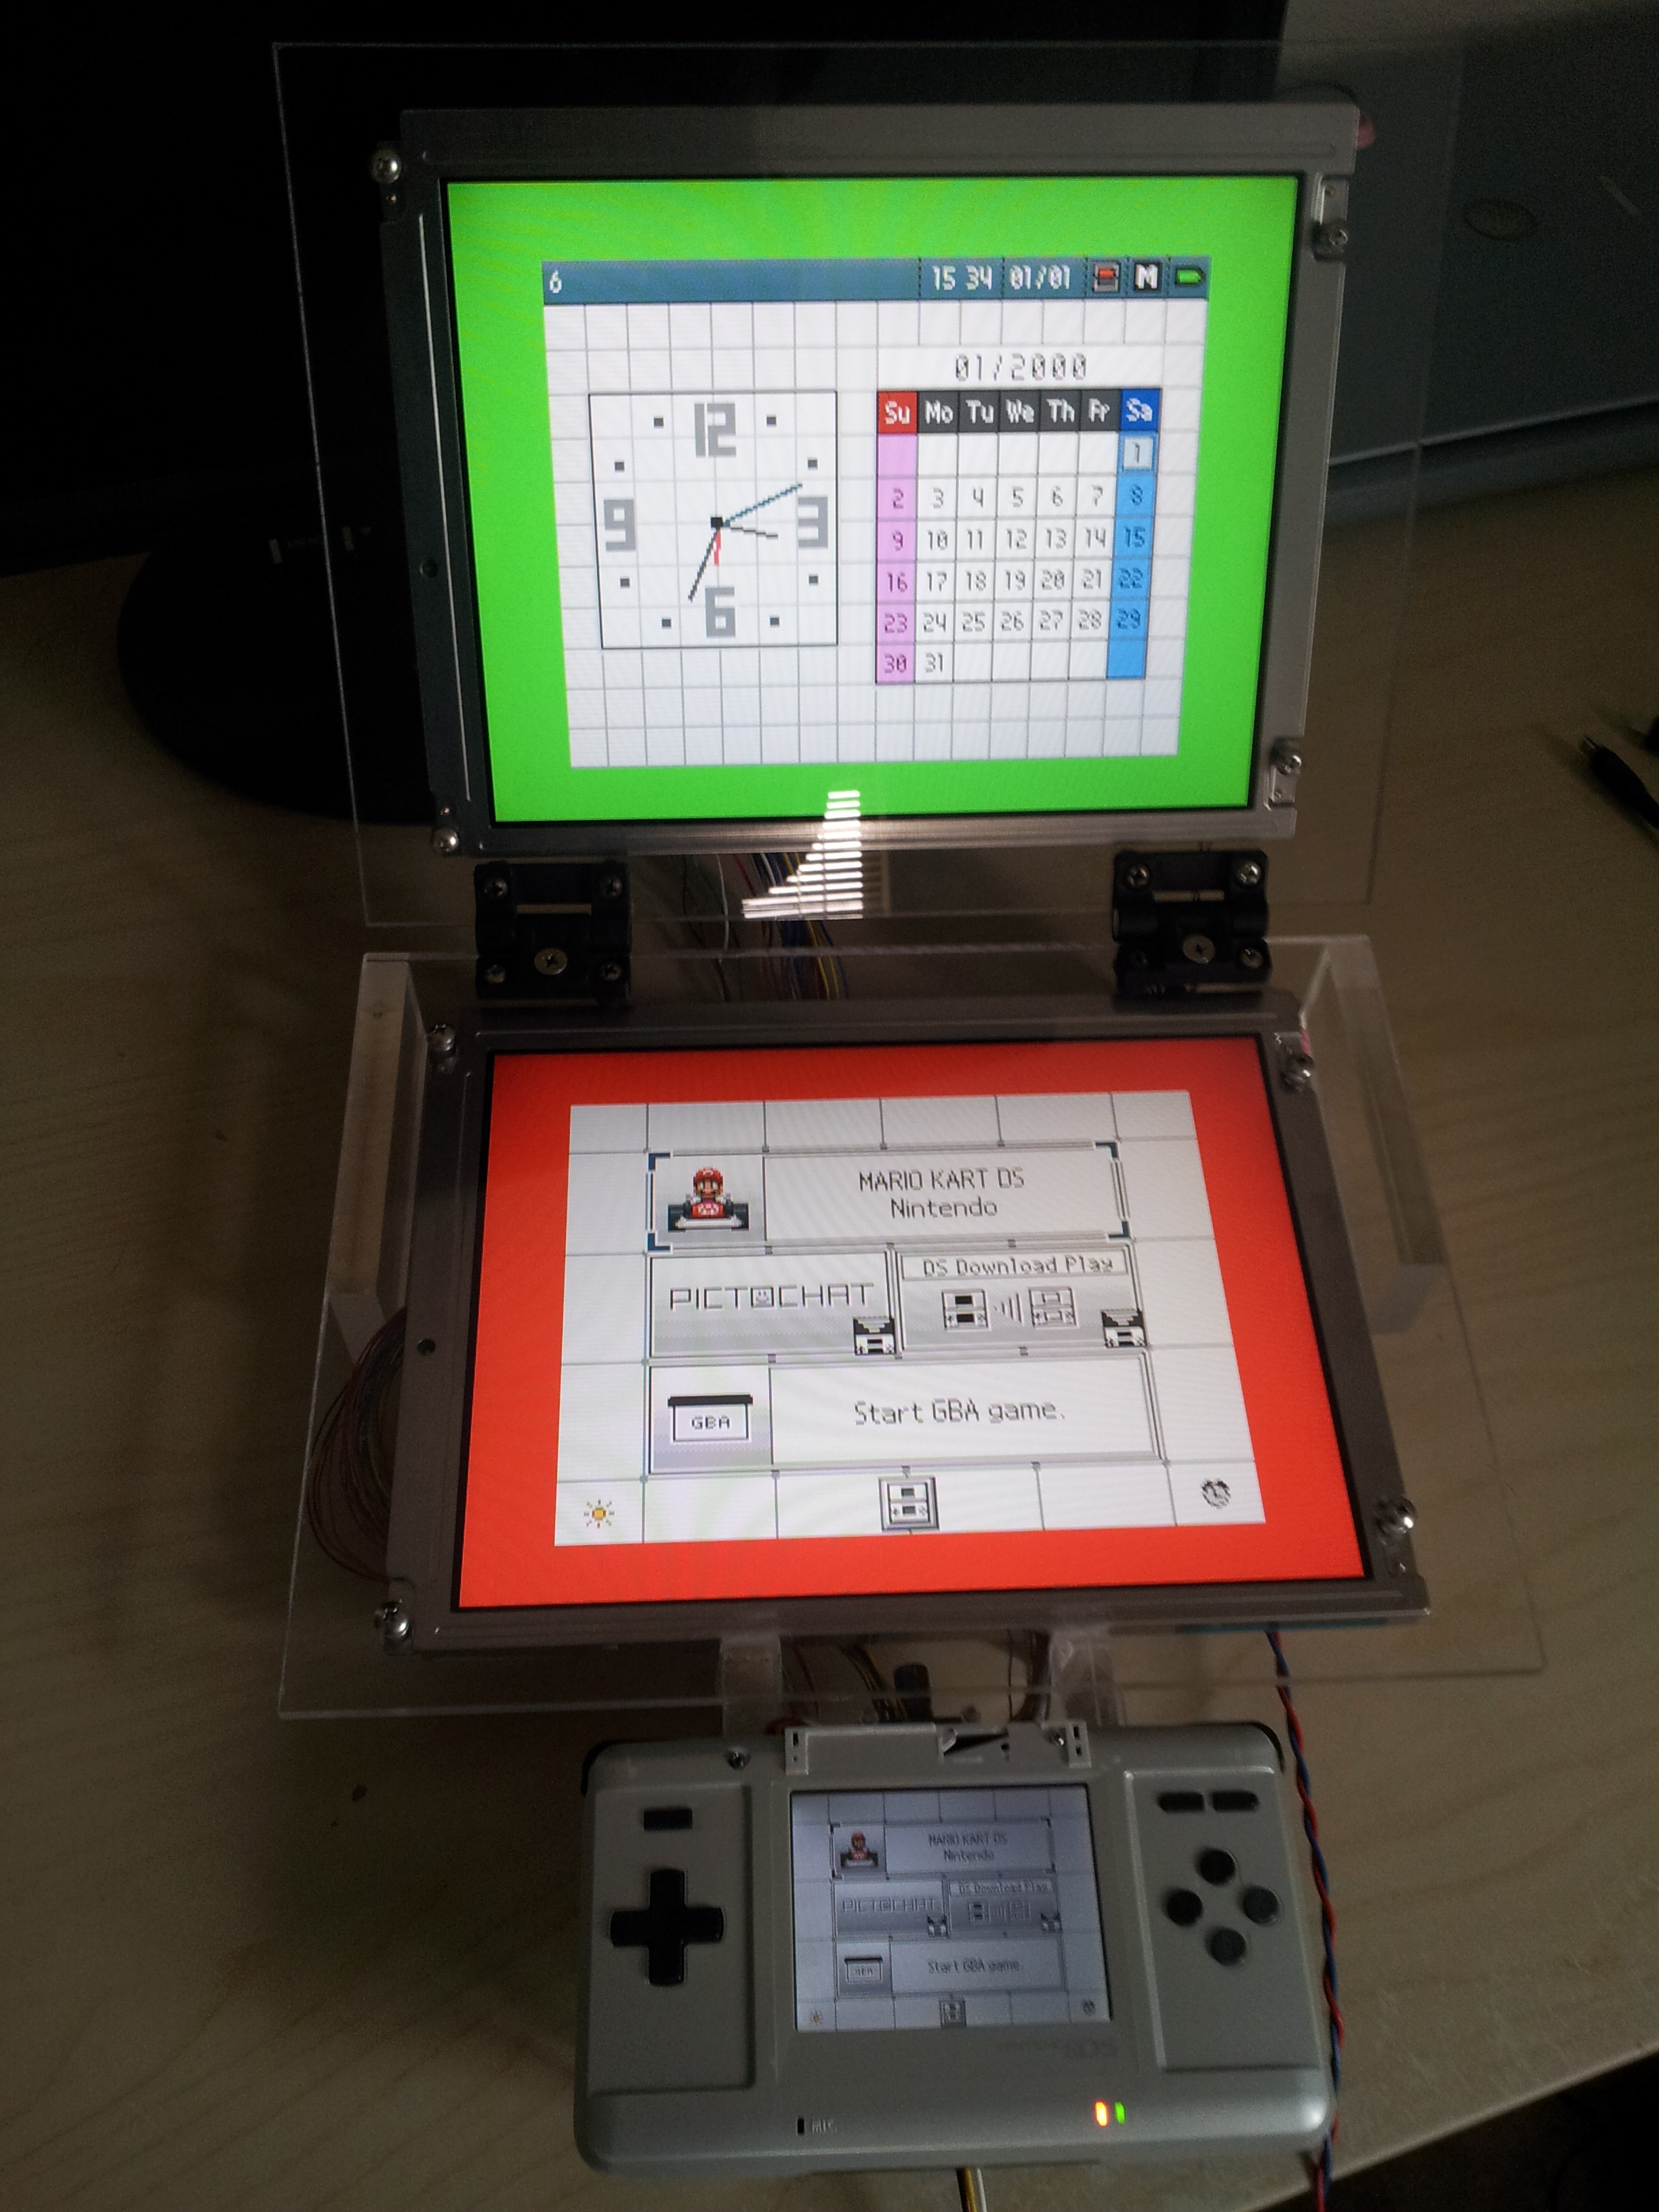 6 15 34 01/01 M
01/2000
12
9 3
6
Su Mo Tu We Th Fr Sa
1
2 3 4 5 6 7 8
9 10 11 12 13 14 15
16 17 18 19 20 21 22
23 24 25 26 27 28 29
30 31
MARIO KART DS
Nintendo
PICTOCHAT
DS Download Play
GBA
Start GBA game.
MARIO KART DS
Nintendo
PICTOCHAT
DS Download Play
GBA
Start GBA game.
MIC